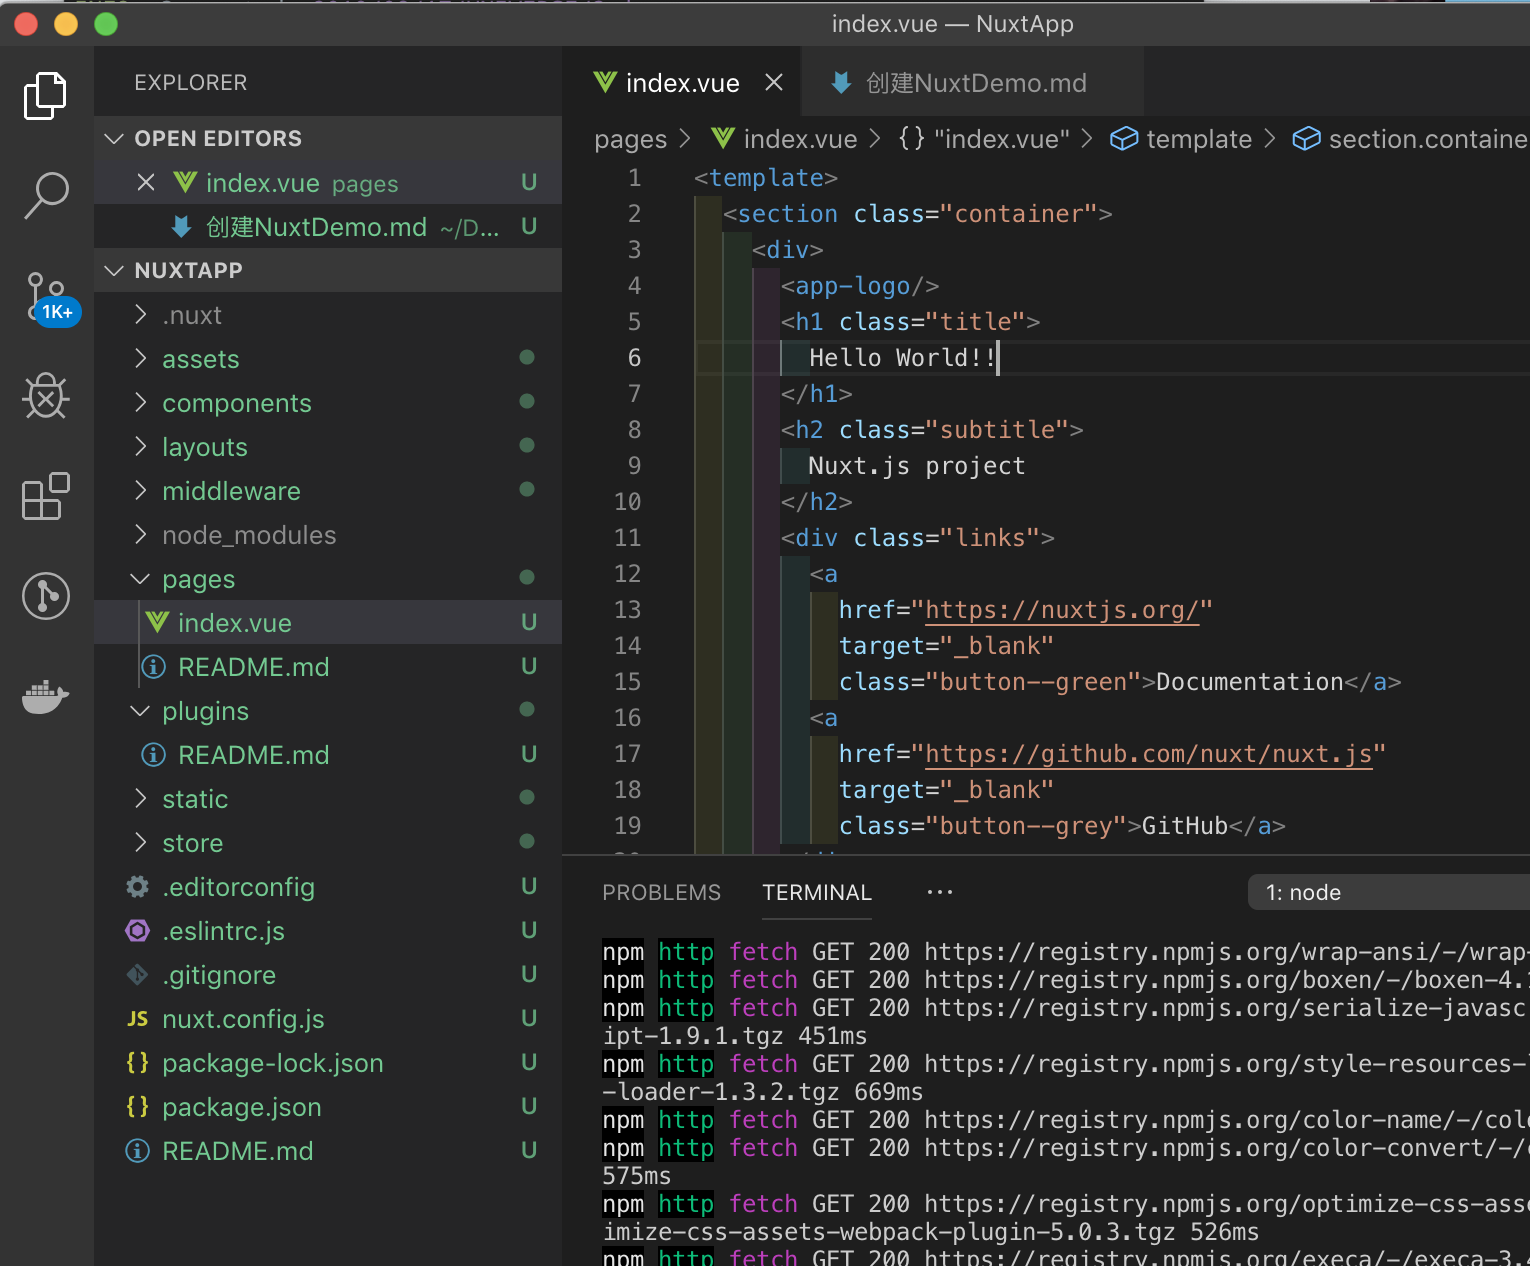 index.vue — NuxtApp
EXPLORER
OPEN EDITORS
index.vue pages U
创建NuxtDemo.md ~/D... U
NUXTAPP
1K+
.nuxt
assets
components
layouts
middleware
node_modules
pages
index.vue U
README.md U
plugins
README.md U
static
store
.editorconfig U
.eslintrc.js U
.gitignore U
JS nuxt.config.js U
{} package-lock.json U
{} package.json U
README.md U
index.vue
创建NuxtDemo.md
pages > index.vue > {} "index.vue" > template > section.containe
1 <template>
2 <section class="container">
3 <div>
4 <app-logo/>
5 <h1 class="title">
6 Hello World!!
7 </h1>
8 <h2 class="subtitle">
9 Nuxt.js project
10 </h2>
11 <div class="links">
12 <a
13 href="https://nuxtjs.org/"
14 target="_blank"
15 class="button--green">Documentation</a>
16 <a
17 href="https://github.com/nuxt/nuxt.js"
18 target="_blank"
19 class="button--grey">GitHub</a>
PROBLEMS TERMINAL ··· 1: node
npm http fetch GET 200 https://registry.npmjs.org/wrap-ansi/-/wrap-
npm http fetch GET 200 https://registry.npmjs.org/boxen/-/boxen-4.1
npm http fetch GET 200 https://registry.npmjs.org/serialize-javasc
ipt-1.9.1.tgz 451ms
npm http fetch GET 200 https://registry.npmjs.org/style-resources-
-loader-1.3.2.tgz 669ms
npm http fetch GET 200 https://registry.npmjs.org/color-name/-/col
npm http fetch GET 200 https://registry.npmjs.org/color-convert/-/
575ms
npm http fetch GET 200 https://registry.npmjs.org/optimize-css-asse
imize-css-assets-webpack-plugin-5.0.3.tgz 526ms
npm http fetch GET 200 https://registry.npmjs.org/execa/-/execa-3.